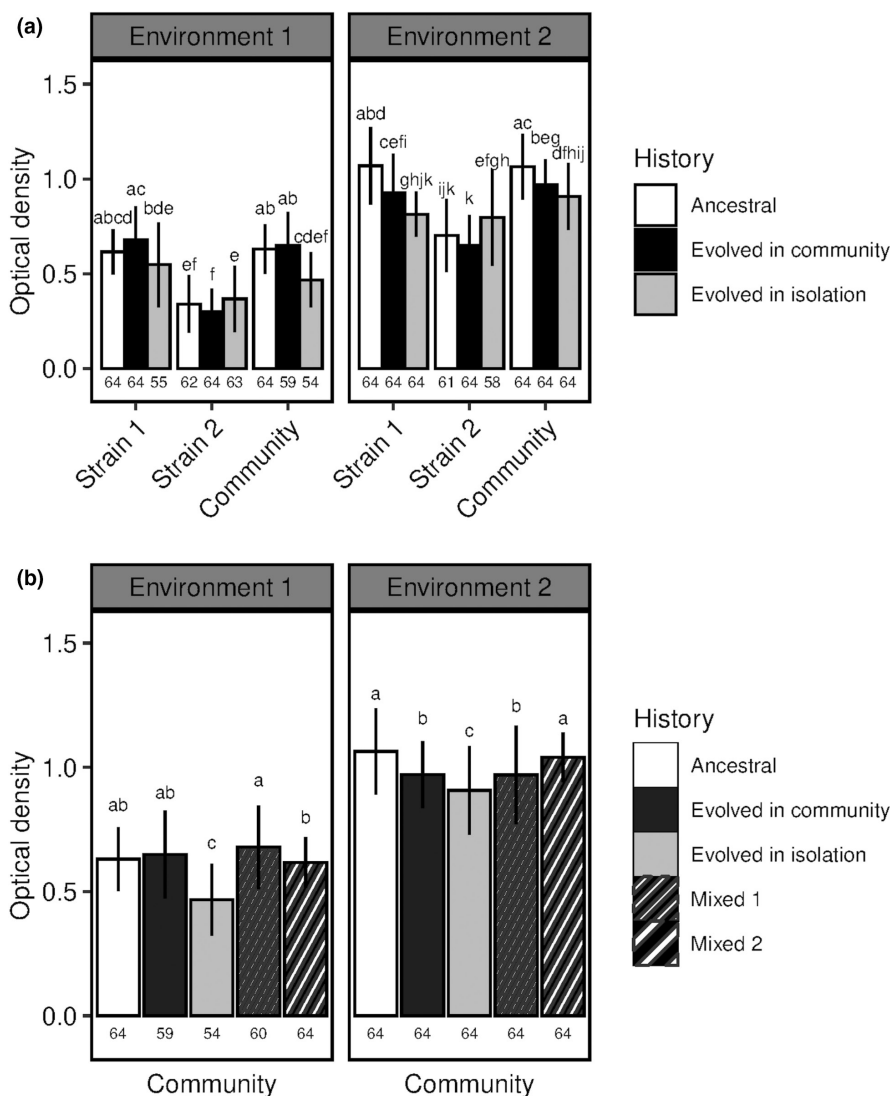 (a)
Environment 1
Environment 2
Optical density
1.5
1.0
0.5
0.0
abcd
ac
bde
ef
f
e
ab
ab
cdef
abd
cefi
ghjk
ijk
k
efgh
ac
beg
dfhij
64 64 55 62 64 63 64 59 54
64 64 64 61 64 58 64 64 64
Strain 1
Strain 2
Community
Strain 1
Strain 2
Community
History
Ancestral
Evolved in community
Evolved in isolation
(b)
Environment 1
Environment 2
Optical density
1.5
1.0
0.5
0.0
ab
ab
c
a
b
a
b
c
b
a
64 59 54 60 64
64 64 64 64 64
Community
Community
History
Ancestral
Evolved in community
Evolved in isolation
Mixed 1
Mixed 2